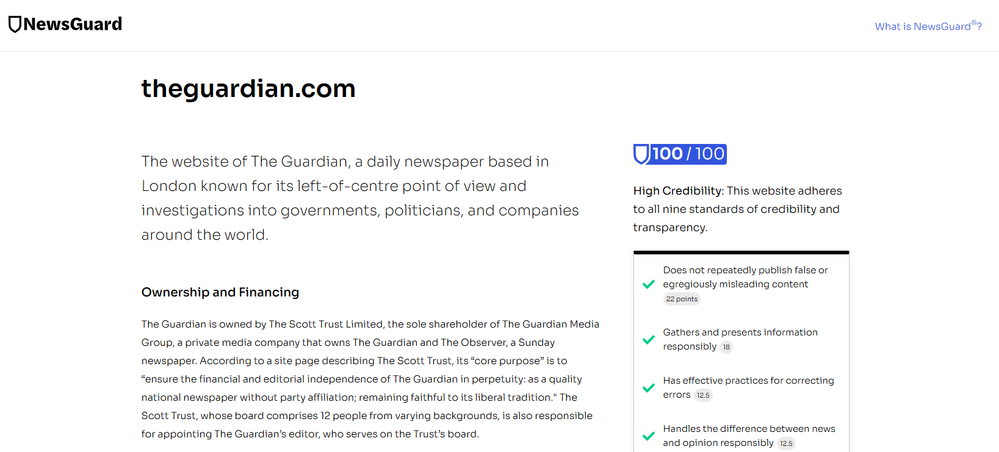 NewsGuard
What is NewsGuard®?
theguardian.com
The website of The Guardian, a daily newspaper based in
London known for its left-of-centre point of view and
investigations into governments, politicians, and companies
around the world.
Ownership and Financing
The Guardian is owned by The Scott Trust Limited, the sole shareholder of The Guardian Media
Group, a private media company that owns The Guardian and The Observer, a Sunday
newspaper. According to a site page describing The Scott Trust, its “core purpose” is to
“ensure the financial and editorial independence of The Guardian in perpetuity: as a quality
national newspaper without party affiliation; remaining faithful to its liberal tradition." The
Scott Trust, whose board comprises 12 people from varying backgrounds, is also responsible
for appointing The Guardian’s editor, who serves on the Trust’s board.
100 / 100
High Credibility: This website adheres
to all nine standards of credibility and
transparency.
Does not repeatedly publish false or
egregiously misleading content
22 points
Gathers and presents information
responsibly 18
Has effective practices for correcting
errors 12.5
Handles the difference between news
and opinion responsibly 12.5